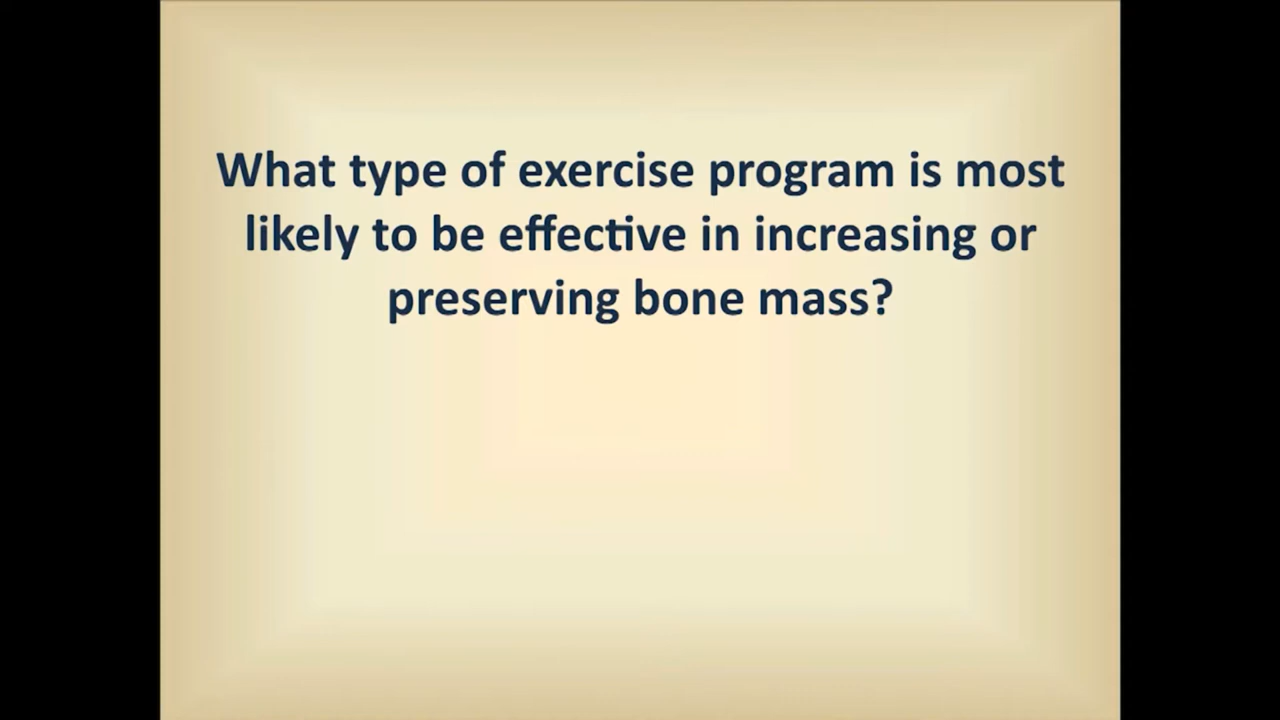 What type of exercise program is most
likely to be effective in increasing or
preserving bone mass?